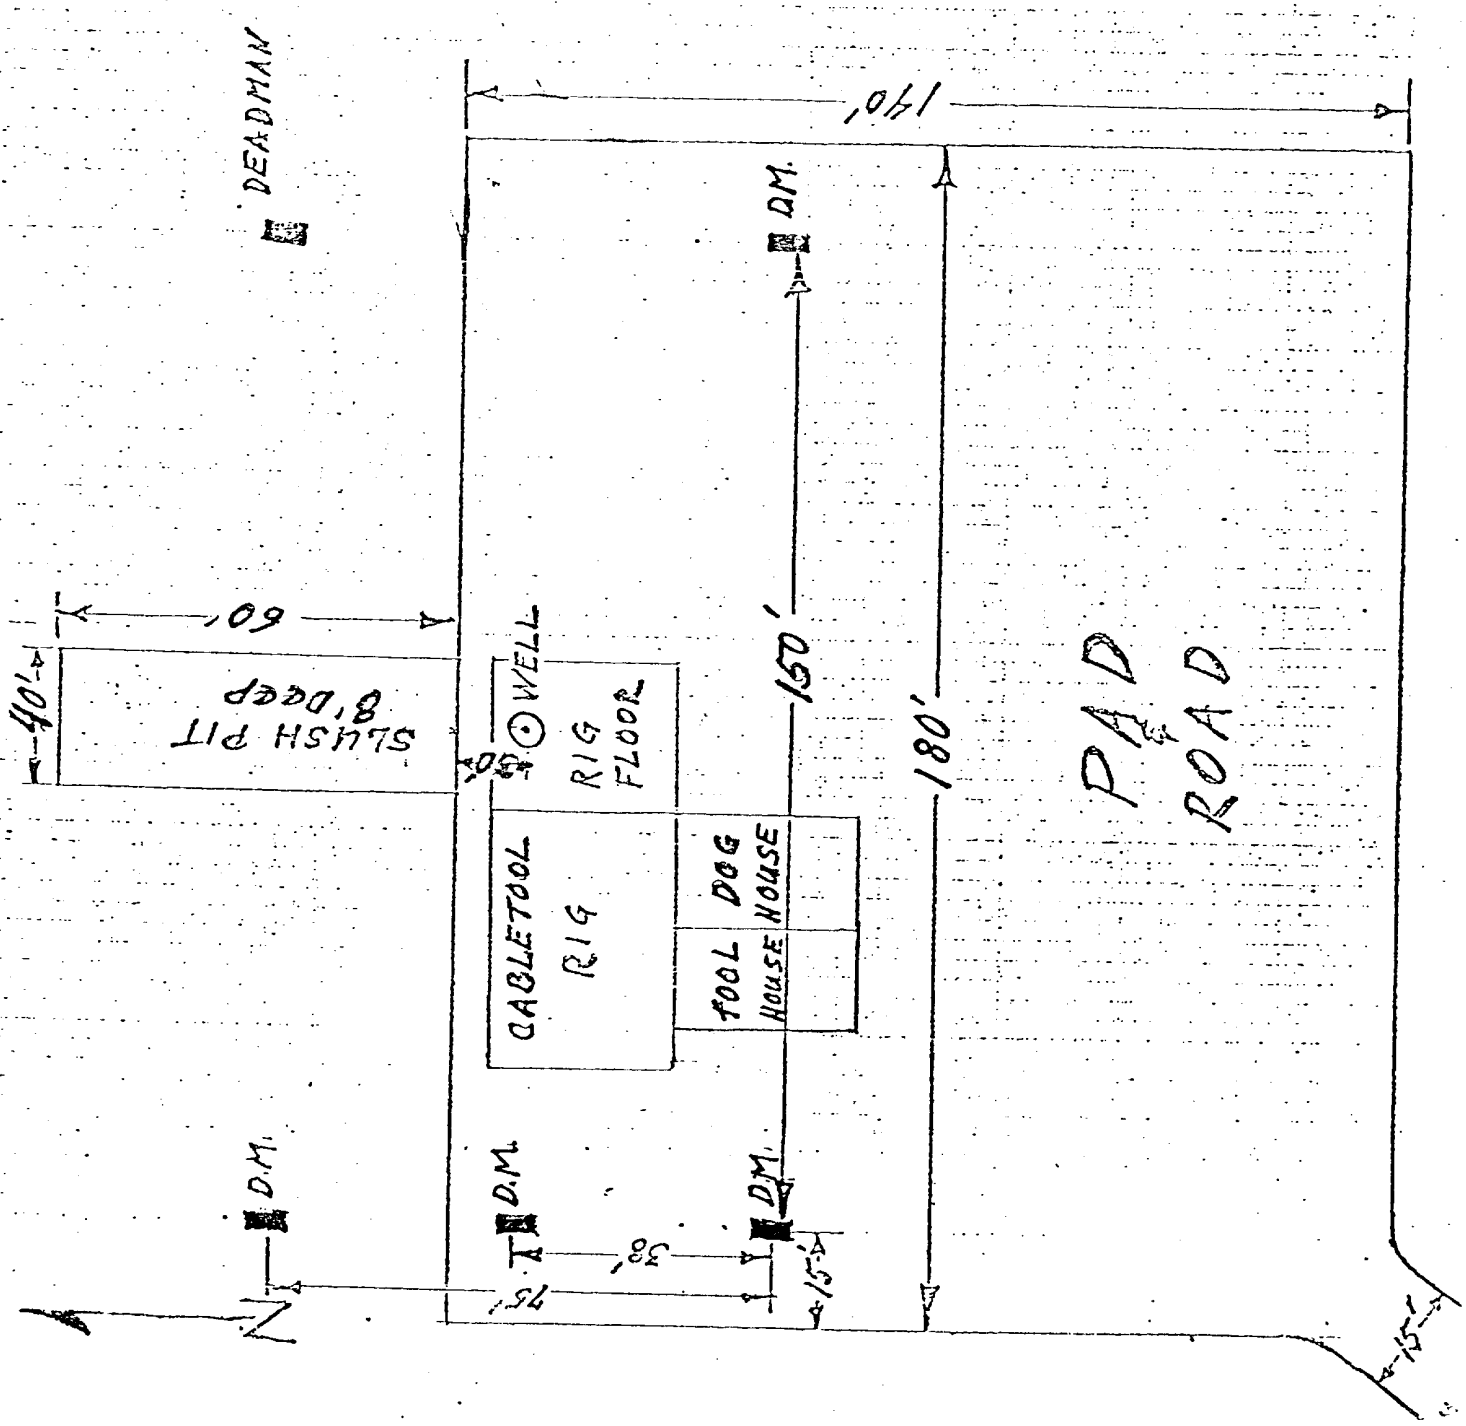 DEADMAN
140'
D.M.
60'
40'
SLUSH PIT
8' DEEP
WELL
RIG
FLOOR
150'
180'
PAD
&
ROAD
CABLETOOL
RIG
TOOL
HOUSE
DOG
HOUSE
D.M.
D.M.
D.M.
38'
75'
15'
N
15'